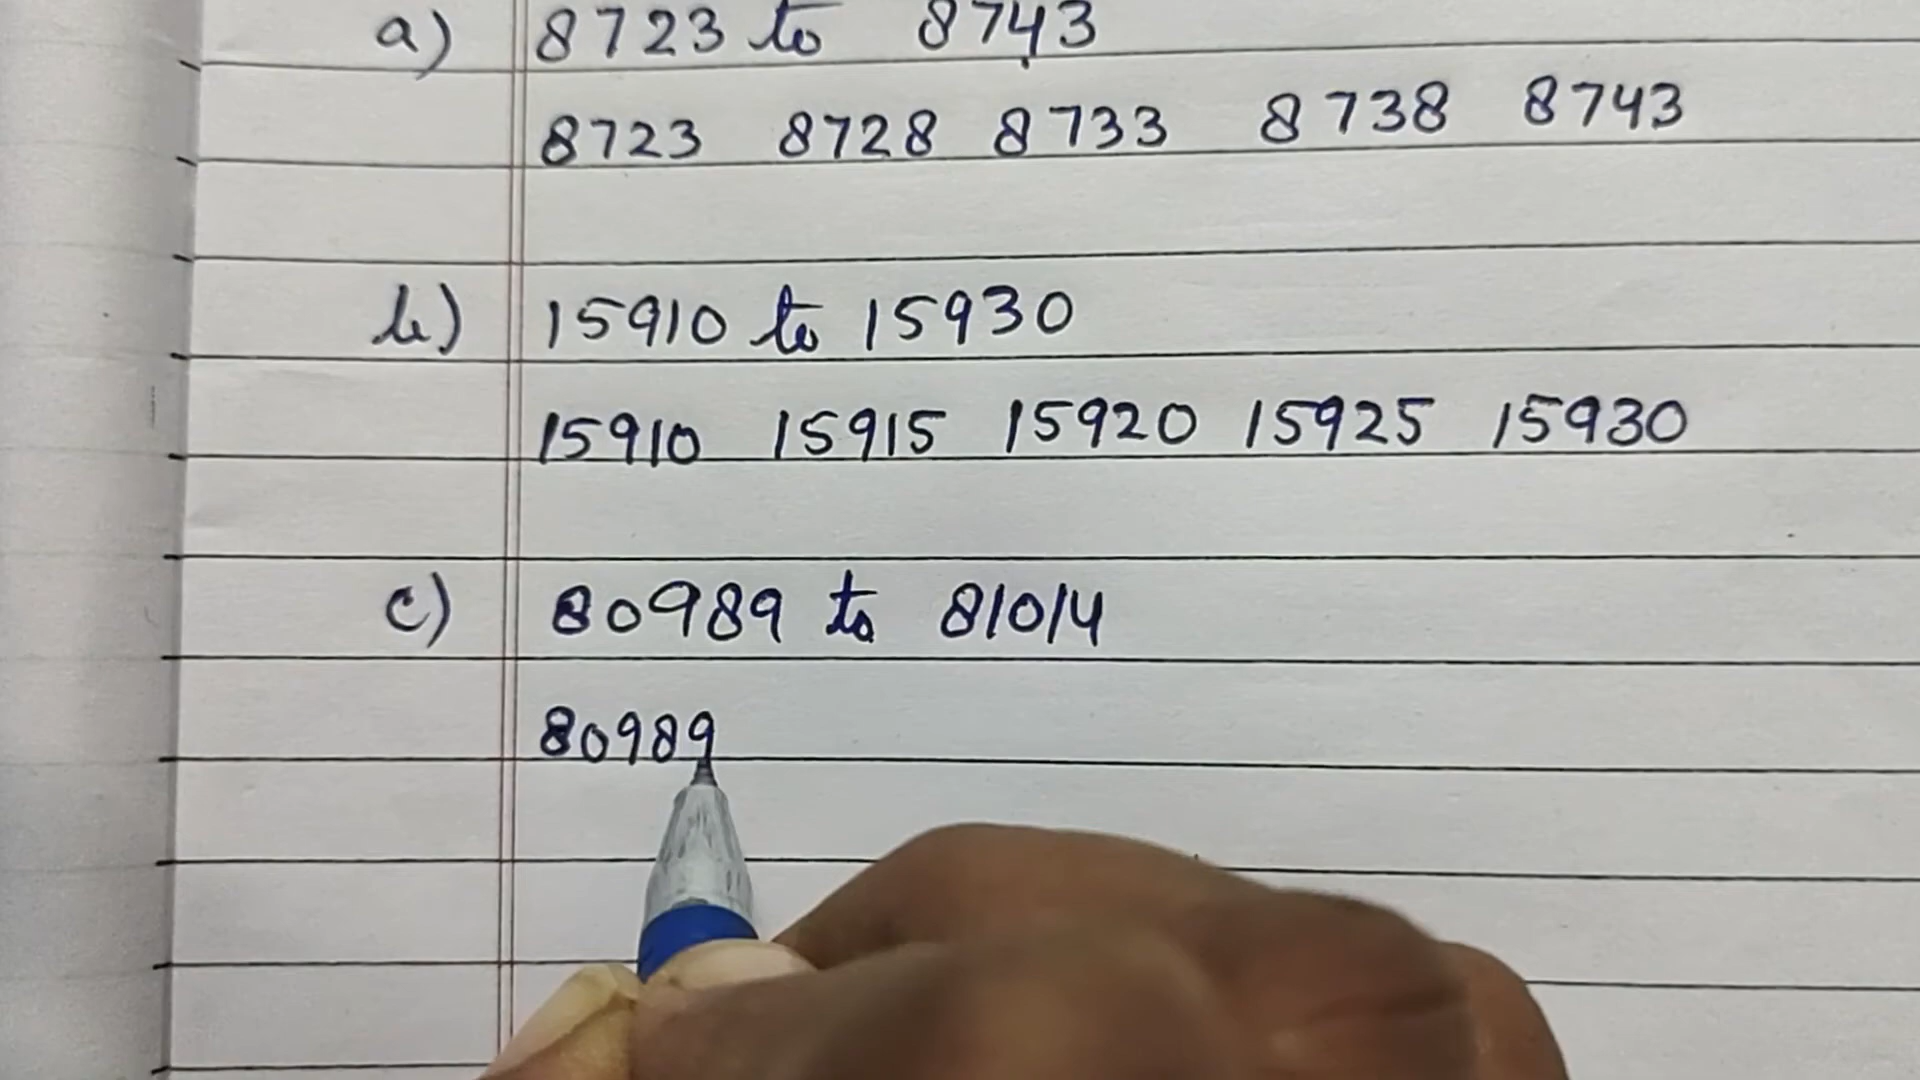 a) 8723 to 8743
8723 8728 8733 8738 8743
b) 15910 to 15930
15910 15915 15920 15925 15930
c) 80989 to 81014
80989